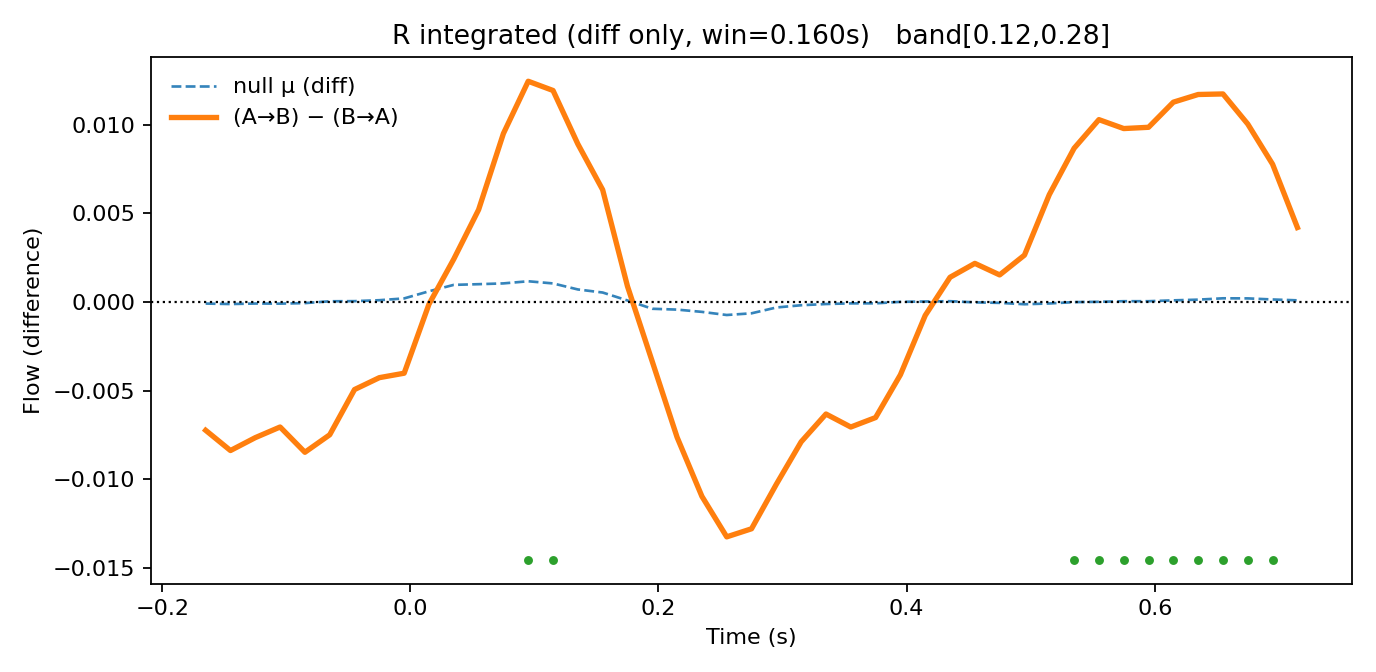 R integrated (diff only, win=0.160s)   band[0.12,0.28]
null μ (diff)
(A→B) − (B→A)
Flow (difference)
0.010
0.005
0.000
−0.005
−0.010
−0.015
−0.2
0.0
0.2
0.4
0.6
Time (s)